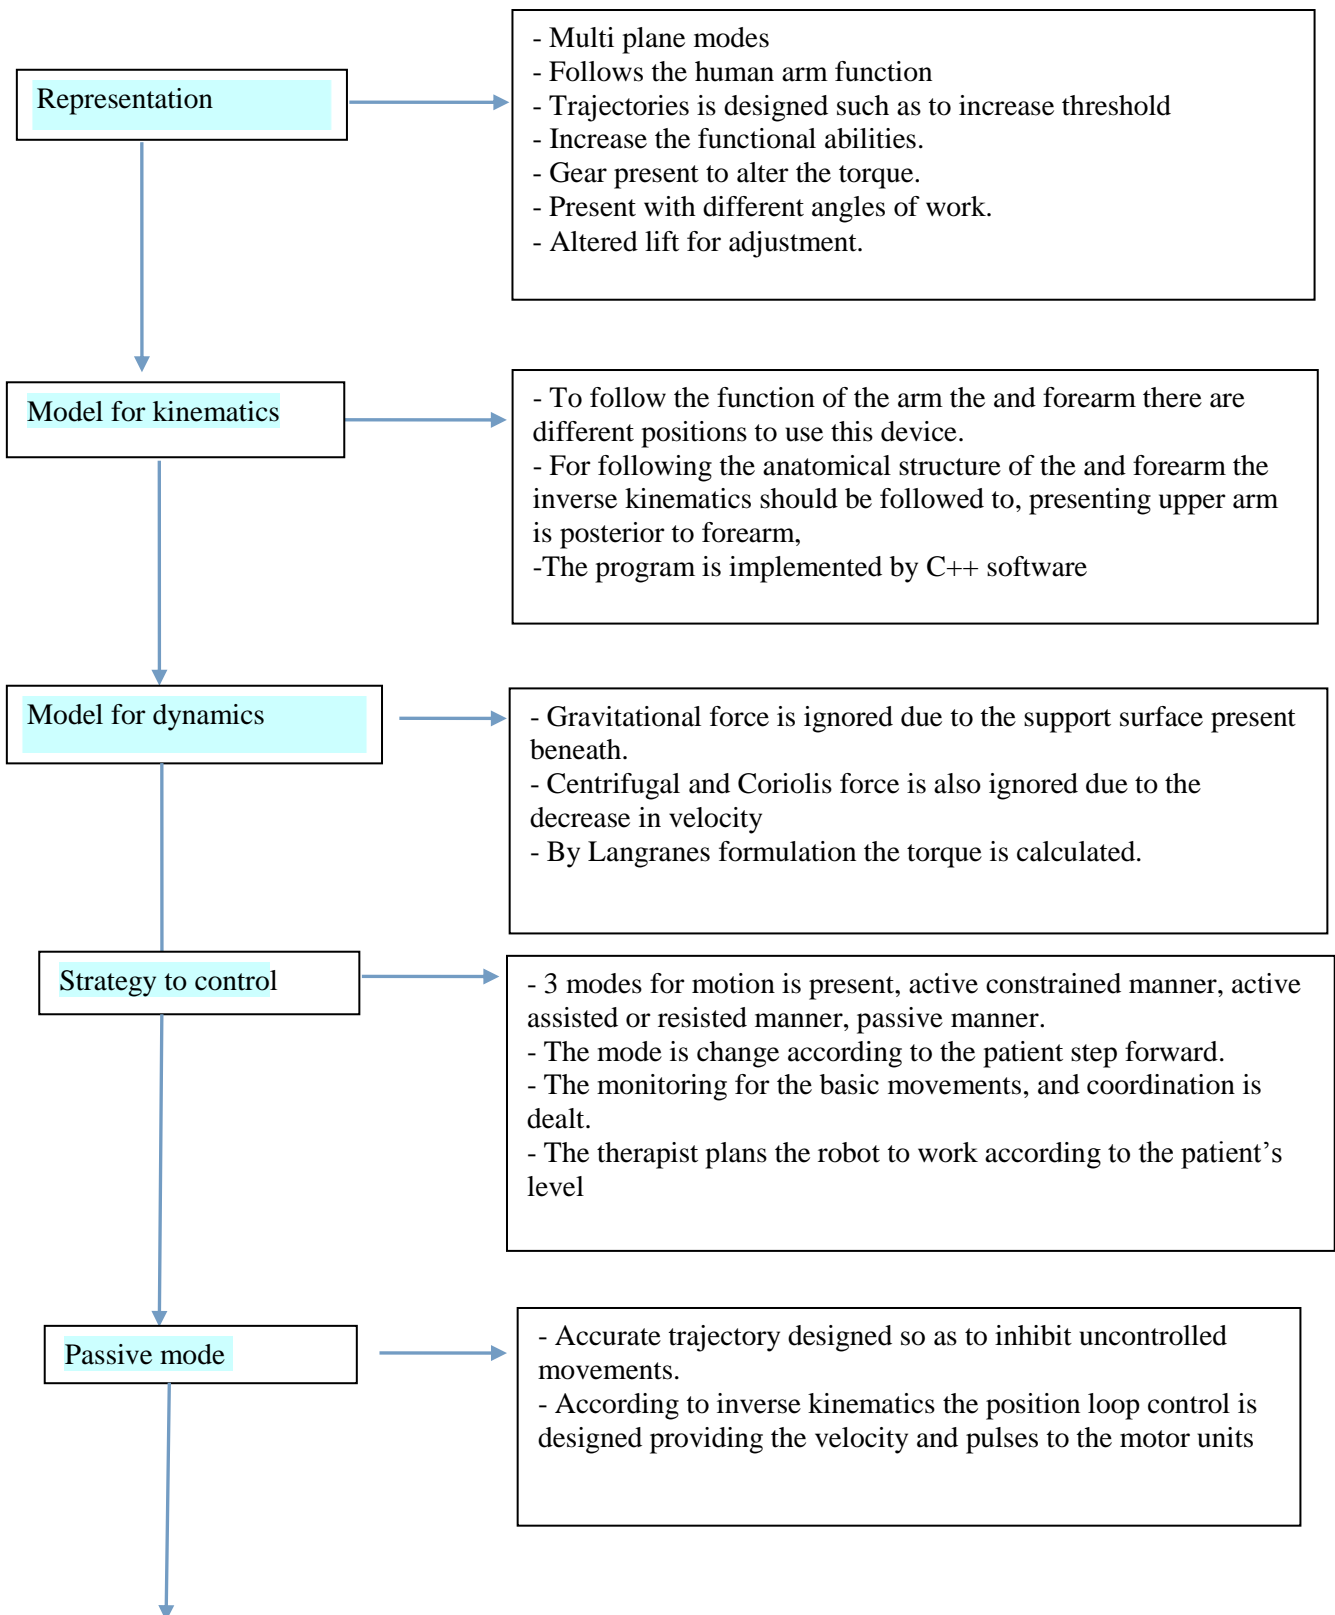 Representation
- Multi plane modes
- Follows the human arm function
- Trajectories is designed such as to increase threshold
- Increase the functional abilities.
- Gear present to alter the torque.
- Present with different angles of work.
- Altered lift for adjustment.
Model for kinematics
- To follow the function of the arm the and forearm there are
different positions to use this device.
- For following the anatomical structure of the and forearm the
inverse kinematics should be followed to, presenting upper arm
is posterior to forearm,
-The program is implemented by C++ software
Model for dynamics
- Gravitational force is ignored due to the support surface present
beneath.
- Centrifugal and Coriolis force is also ignored due to the
decrease in velocity
- By Langranes formulation the torque is calculated.
Strategy to control
- 3 modes for motion is present, active constrained manner, active
assisted or resisted manner, passive manner.
- The mode is change according to the patient step forward.
- The monitoring for the basic movements, and coordination is
dealt.
- The therapist plans the robot to work according to the patient’s
level
Passive mode
- Accurate trajectory designed so as to inhibit uncontrolled
movements.
- According to inverse kinematics the position loop control is
designed providing the velocity and pulses to the motor units